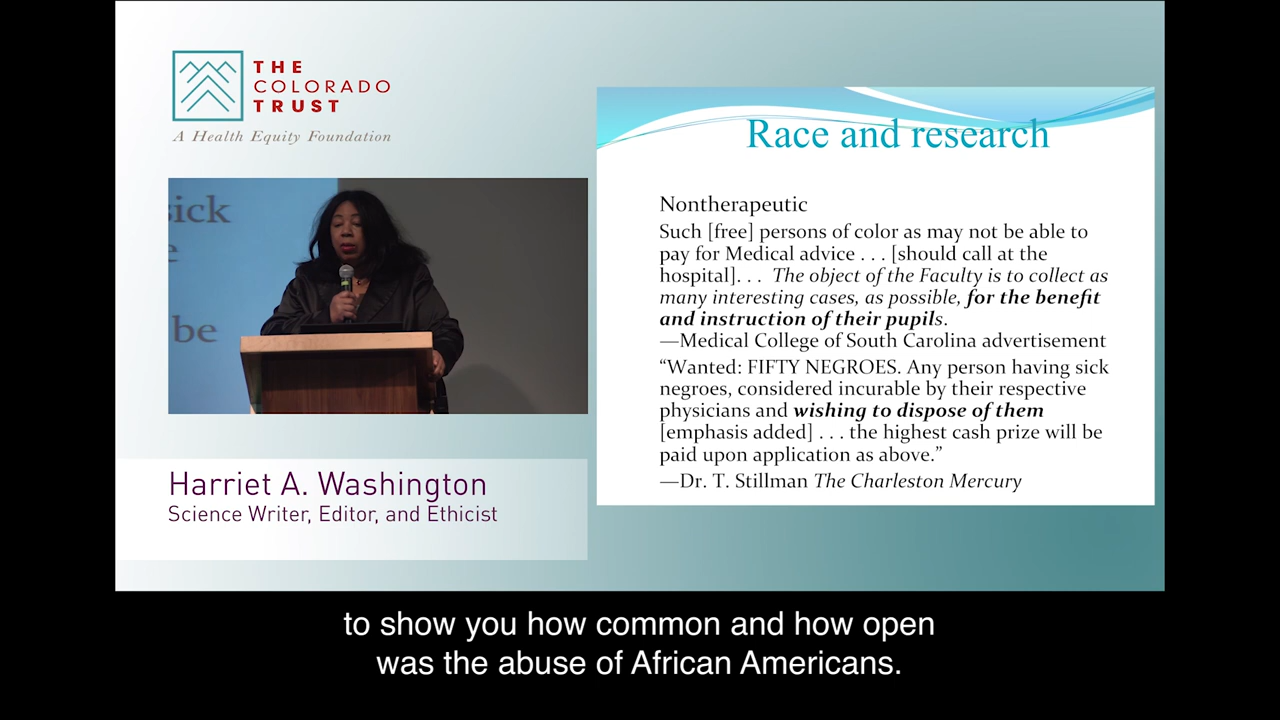 THE
COLORADO
TRUST
A Health Equity Foundation
sick
be
Harriet A. Washington
Science Writer, Editor, and Ethicist
Race and research
Nontherapeutic
Such [free] persons of color as may not be able to
pay for Medical advice . . . [should call at the
hospital]. . . The object of the Faculty is to collect as
many interesting cases, as possible, for the benefit
and instruction of their pupils.
—Medical College of South Carolina advertisement
“Wanted: FIFTY NEGROES. Any person having sick
negroes, considered incurable by their respective
physicians and wishing to dispose of them
[emphasis added] . . . the highest cash prize will be
paid upon application as above.”
—Dr. T. Stillman The Charleston Mercury
to show you how common and how open
was the abuse of African Americans.